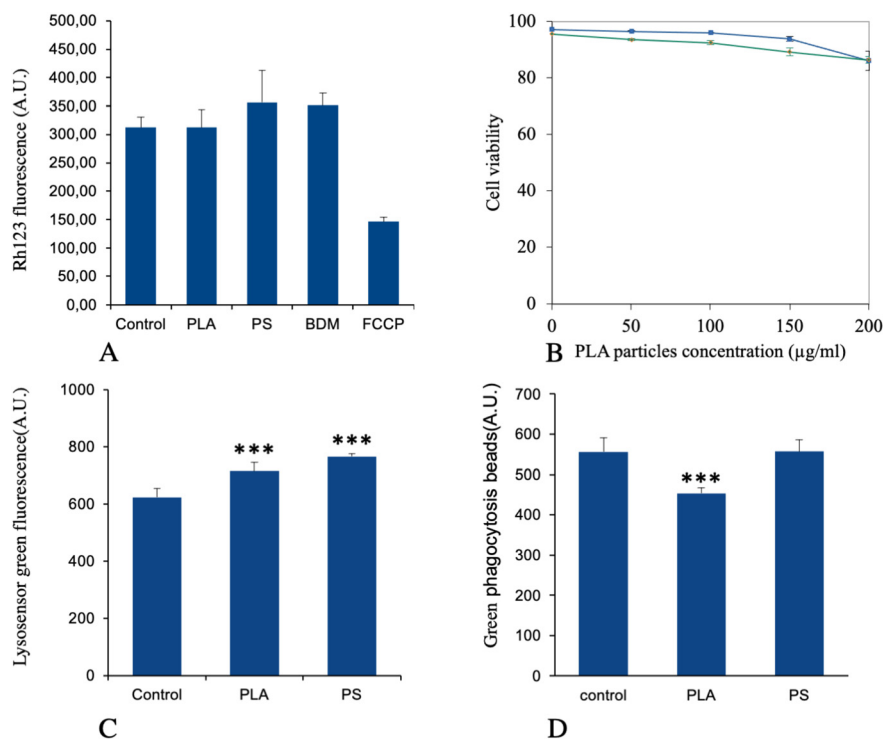 Rh123 fluorescence (A.U.)
500,00
450,00
400,00
350,00
300,00
250,00
200,00
150,00
100,00
50,00
0,00
Control PLA PS BDM FCCP
A
Cell viability
100
80
60
40
20
0
0 50 100 150 200
PLA particles concentration (µg/ml)
B
Lysosensor green fluorescence(A.U.)
1000
800
600
400
200
0
*** ***
Control PLA PS
C
Green phagocytosis beads(A.U.)
700
600
500
400
300
200
100
0
***
control PLA PS
D